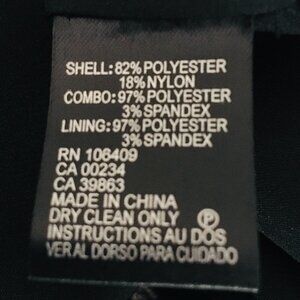 SHELL: 82% POLYESTER
18% NYLON
COMBO: 97% POLYESTER
3% SPANDEX
LINING: 97% POLYESTER
3% SPANDEX
RN 106409
CA 00234
CA 39863
MADE IN CHINA
DRY CLEAN ONLY Ⓟ
INSTRUCTIONS AU DOS
VER AL DORSO PARA CUIDADO